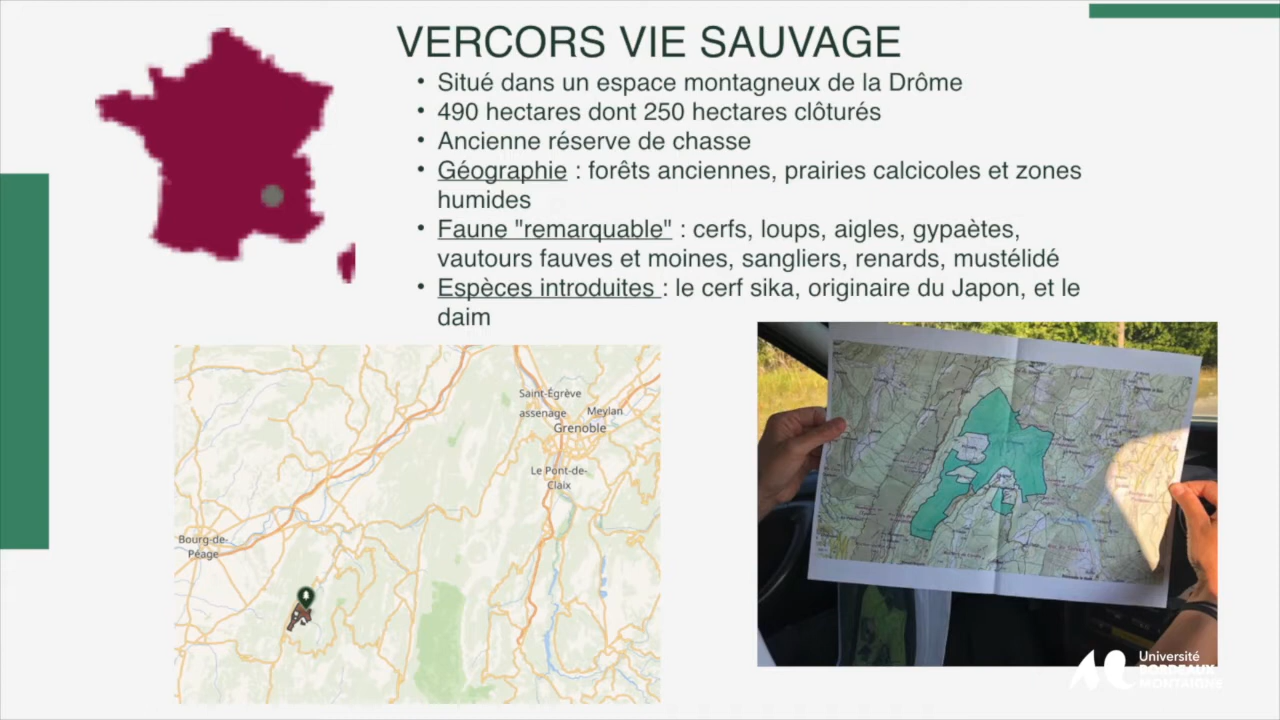 VERCORS VIE SAUVAGE
• Situé dans un espace montagneux de la Drôme
• 490 hectares dont 250 hectares clôturés
• Ancienne réserve de chasse
• Géographie : forêts anciennes, prairies calcicoles et zones
humides
• Faune "remarquable" : cerfs, loups, aigles, gypaètes,
vautours fauves et moines, sangliers, renards, mustélidé
• Espèces introduites : le cerf sika, originaire du Japon, et le
daim
Saint-Égrève
assenage
Meylan
Grenoble
Le Pont-de-
Claix
Bourg-de-
Péage
Université
BORDEAUX
MONTAIGNE